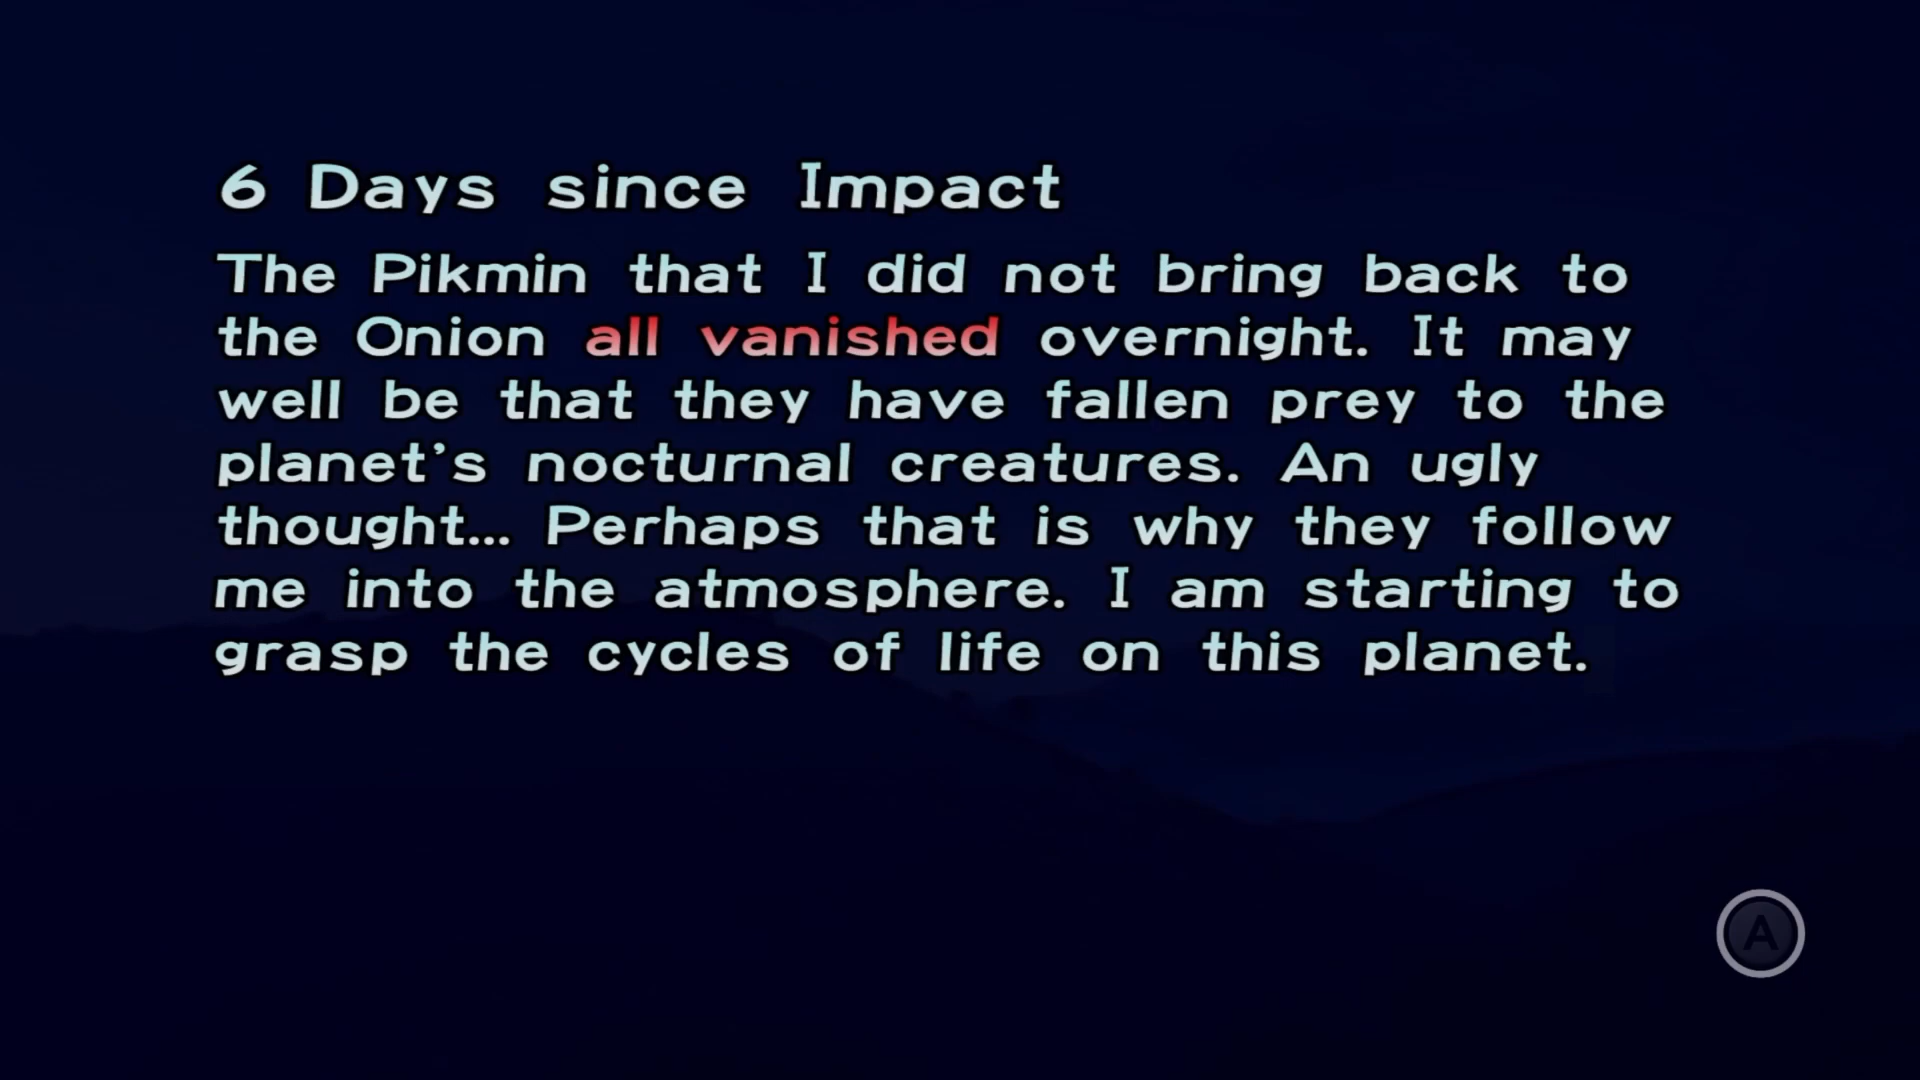 6 Days since Impact
The Pikmin that I did not bring back to
the Onion all vanished overnight. It may
well be that they have fallen prey to the
planet's nocturnal creatures. An ugly
thought... Perhaps that is why they follow
me into the atmosphere. I am starting to
grasp the cycles of life on this planet.
A